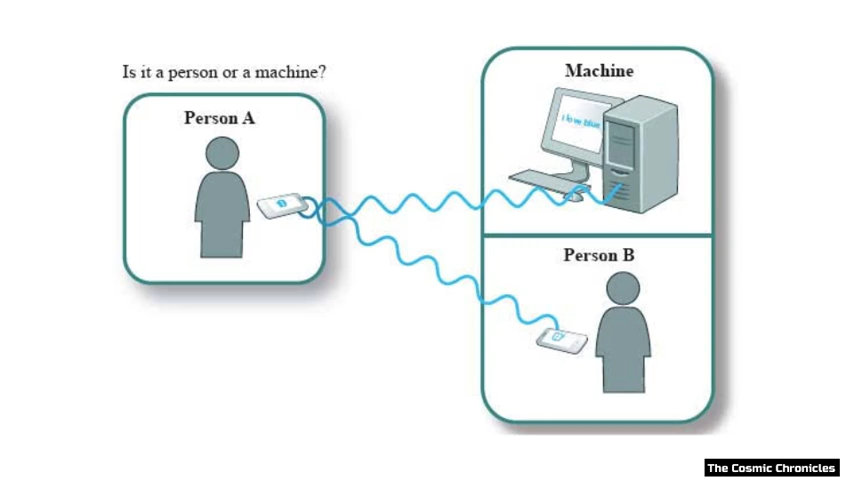 Is it a person or a machine?
Person A
Machine
I love blue
Person B
The Cosmic Chronicles